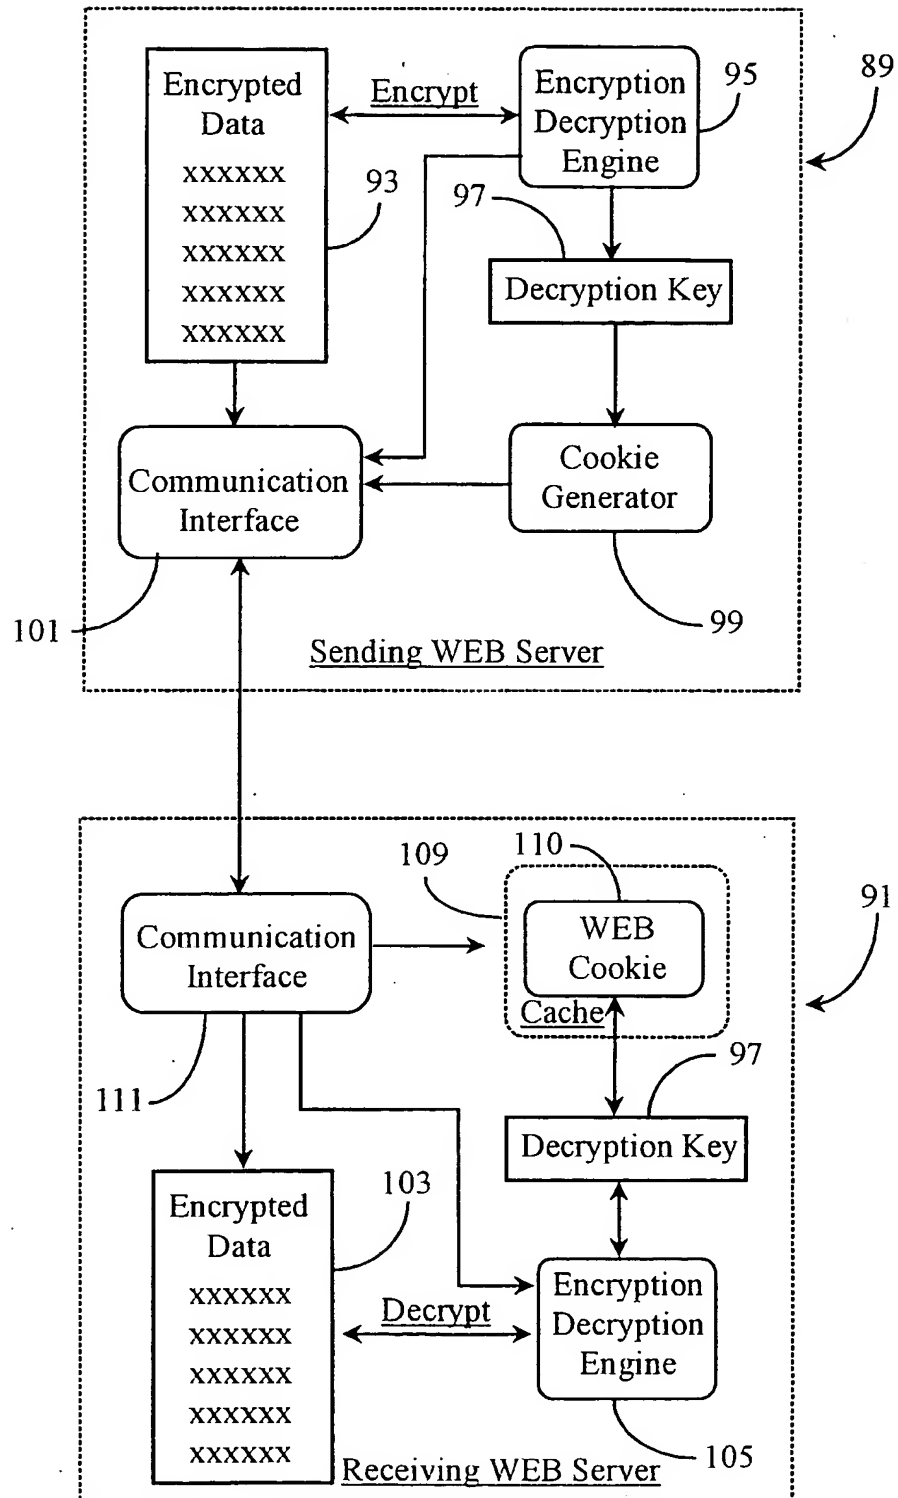 Encrypted
Data
xxxxxx
xxxxxx
xxxxxx
xxxxxx
xxxxxx
93
Encrypt
Encryption
Decryption
Engine
95
89
97
Decryption Key
Communication
Interface
Cookie
Generator
101
99
Sending WEB Server
110
109
91
WEB
Cookie
Cache
Communication
Interface
97
111
Decryption Key
103
Encrypted
Data
xxxxxx
xxxxxx
xxxxxx
xxxxxx
xxxxxx
Decrypt
Encryption
Decryption
Engine
105
Receiving WEB Server